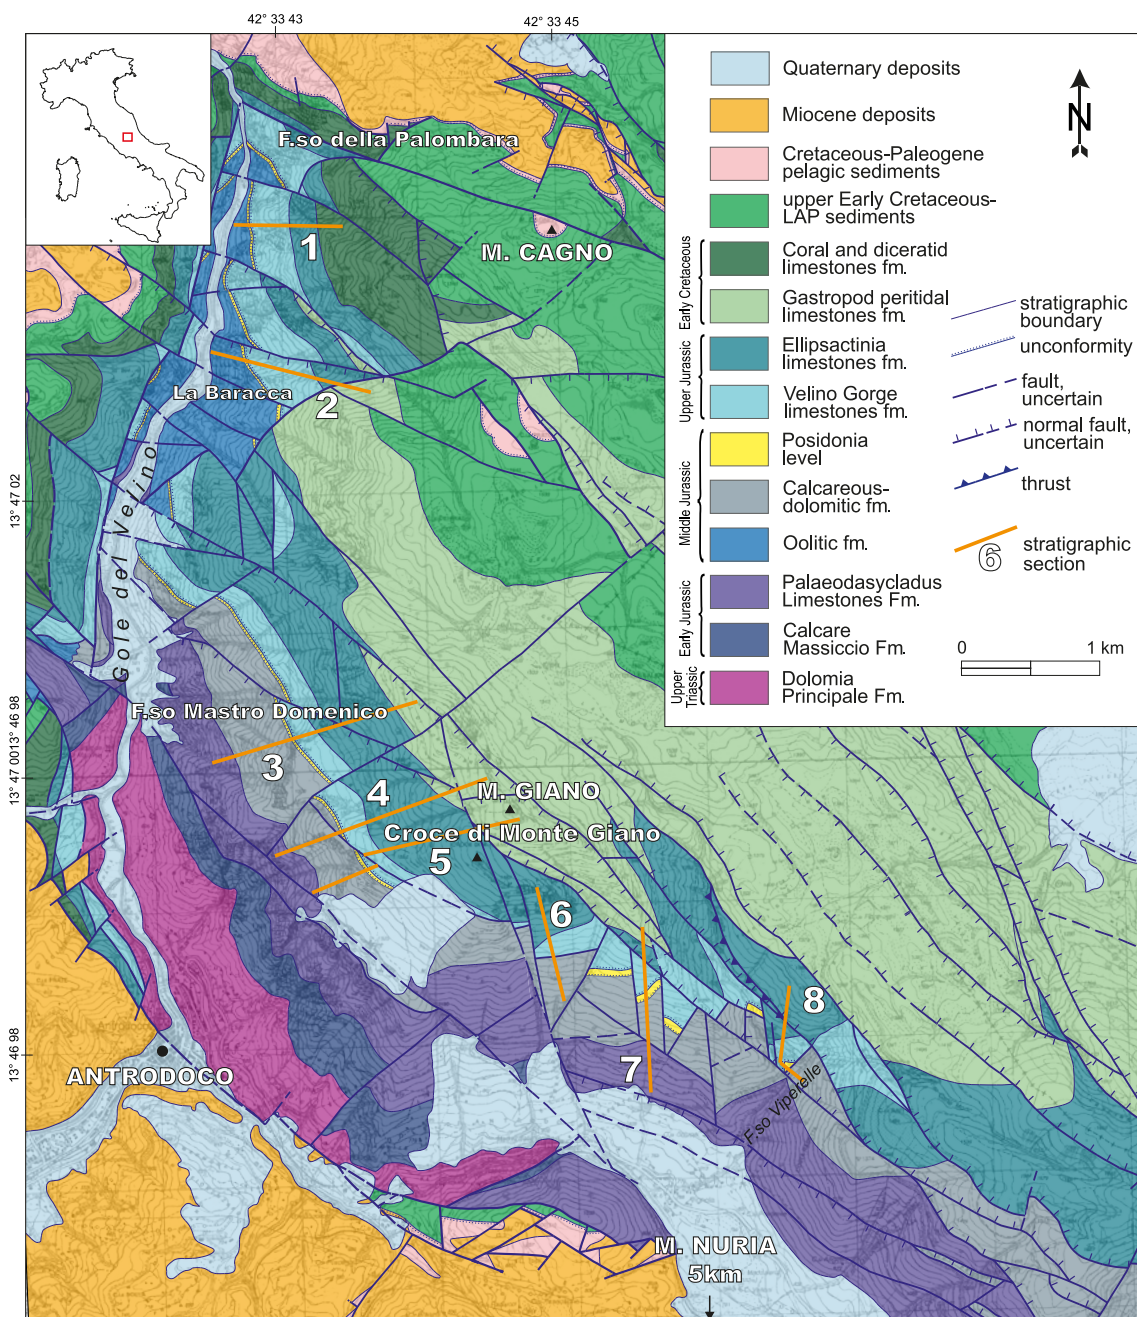 42° 33 43
42° 33 45
13° 47 02
13° 46 98
13° 47 00
13° 46 98
F.so della Palombara
M. CAGNO
1
La Baracca
2
Gole del Velino
F.so Mastro Domenico
3
4
M. GIANO
Croce di Monte Giano
5
6
7
8
F.so Viperelle
ANTRODOCO
M. NURIA
5km
Quaternary deposits
Miocene deposits
Cretaceous-Paleogene
pelagic sediments
upper Early Cretaceous-
LAP sediments
Early Cretaceous
Coral and diceratid
limestones fm.
Gastropod peritidal
limestones fm.
Upper Jurassic
Ellipsactinia
limestones fm.
Velino Gorge
limestones fm.
Middle Jurassic
Posidonia
level
Calcareous-
dolomitic fm.
Oolitic fm.
Early Jurassic
Palaeodasycladus
Limestones Fm.
Calcare
Massiccio Fm.
Upper
Triassic
Dolomia
Principale Fm.
N
stratigraphic
boundary
unconformity
fault,
uncertain
normal fault,
uncertain
thrust
6
stratigraphic
section
0 1 km